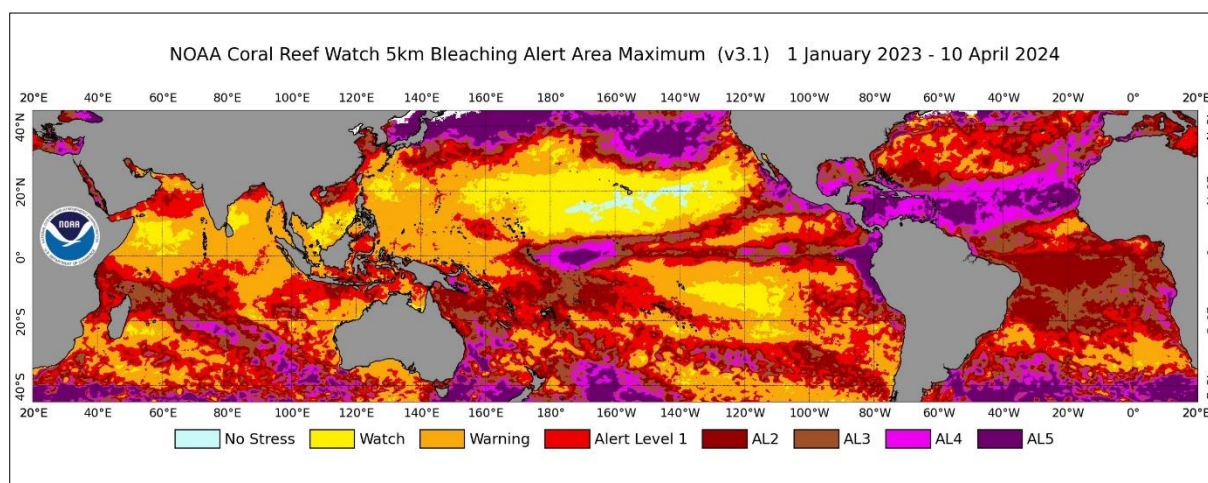 NOAA Coral Reef Watch 5km Bleaching Alert Area Maximum (v3.1) 1 January 2023 - 10 April 2024
20°E 40°E 60°E 80°E 100°E 120°E 140°E 160°E 180° 160°W 140°W 120°W 100°W 80°W 60°W 40°W 20°W 0° 20°E
40°N
20°N
0°
20°S
40°S
NOAA
20°E 40°E 60°E 80°E 100°E 120°E 140°E 160°E 180° 160°W 140°W 120°W 100°W 80°W 60°W 40°W 20°W 0° 20°E
No Stress Watch Warning Alert Level 1 AL2 AL3 AL4 AL5